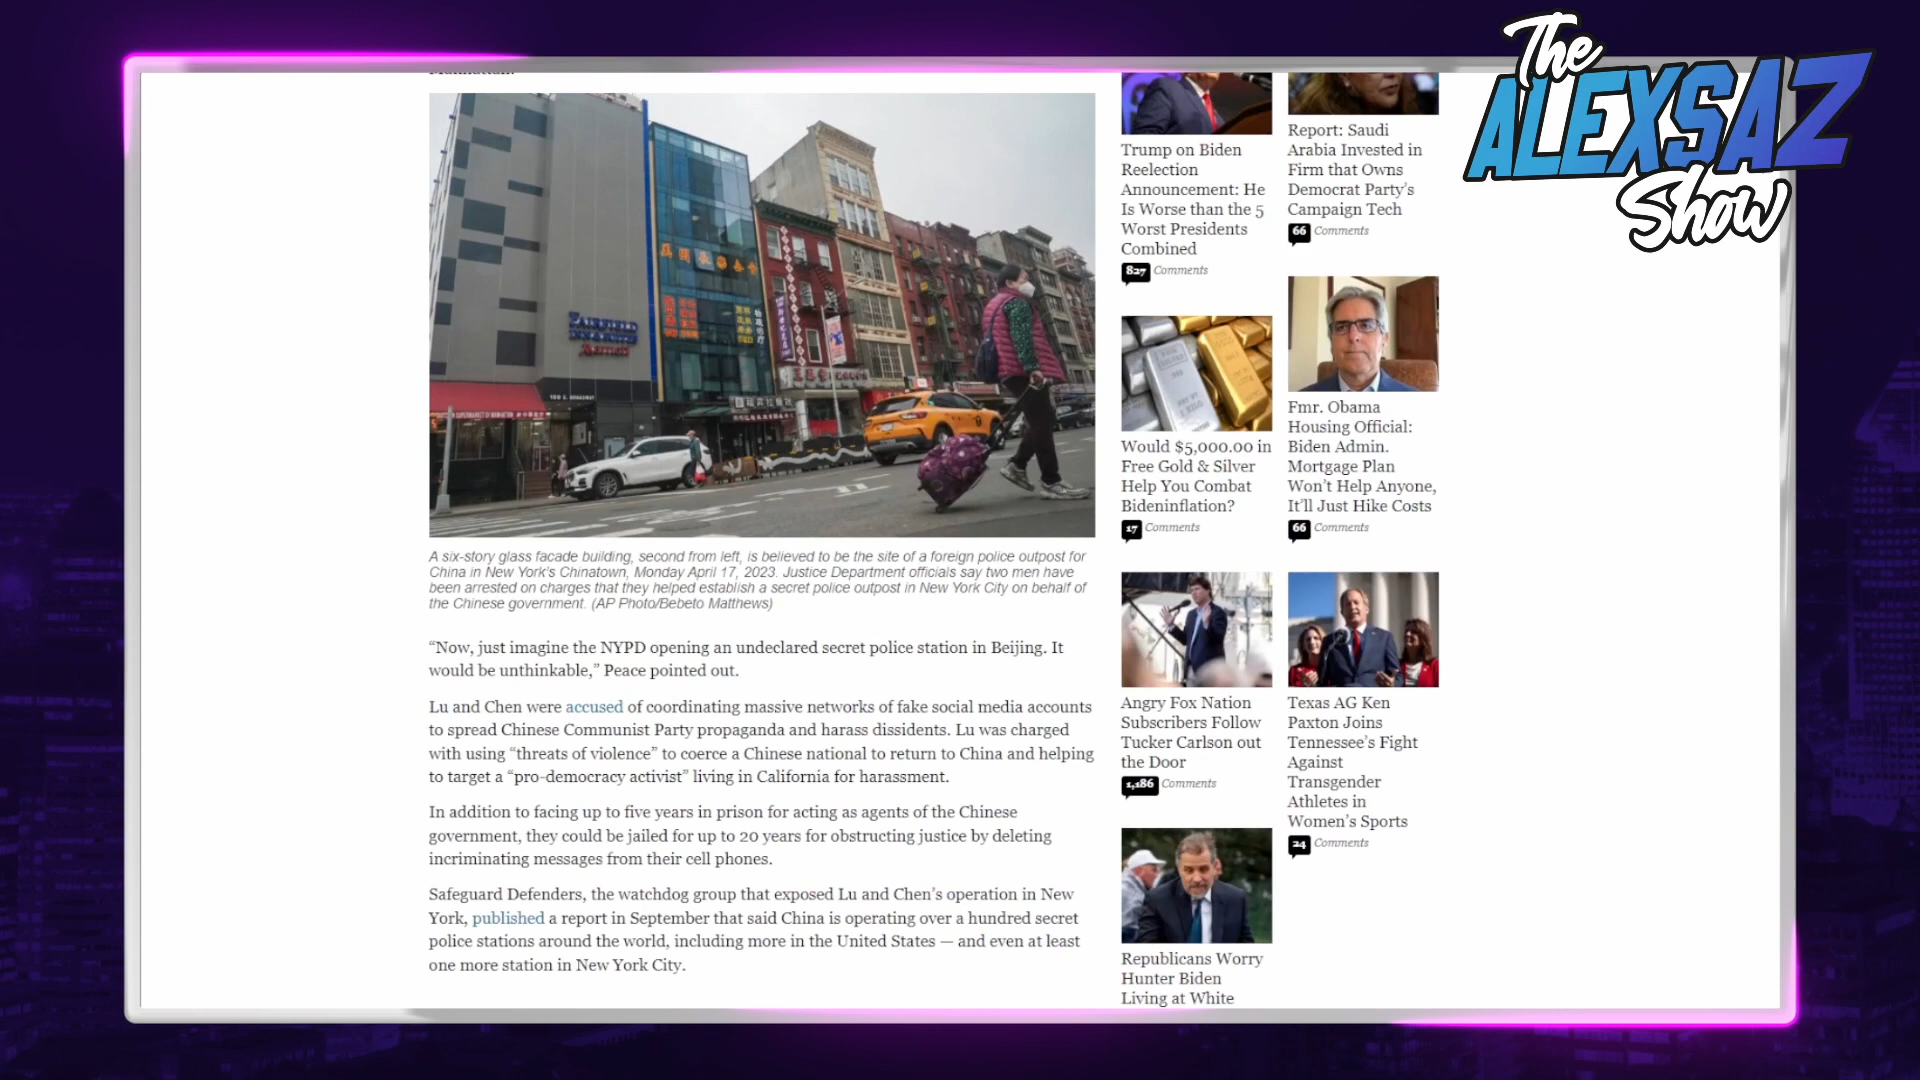 The
ALEXSAZ
Show
A six-story glass facade building, second from left, is believed to be the site of a foreign police outpost for
China in New York's Chinatown, Monday April 17, 2023. Justice Department officials say two men have
been arrested on charges that they helped establish a secret police outpost in New York City on behalf of
the Chinese government. (AP Photo/Bebeto Matthews)
“Now, just imagine the NYPD opening an undeclared secret police station in Beijing. It
would be unthinkable,” Peace pointed out.
Lu and Chen were accused of coordinating massive networks of fake social media accounts
to spread Chinese Communist Party propaganda and harass dissidents. Lu was charged
with using “threats of violence” to coerce a Chinese national to return to China and helping
to target a “pro-democracy activist” living in California for harassment.
In addition to facing up to five years in prison for acting as agents of the Chinese
government, they could be jailed for up to 20 years for obstructing justice by deleting
incriminating messages from their cell phones.
Safeguard Defenders, the watchdog group that exposed Lu and Chen’s operation in New
York, published a report in September that said China is operating over a hundred secret
police stations around the world, including more in the United States — and even at least
one more station in New York City.
Trump on Biden
Reelection
Announcement: He
Is Worse than the 5
Worst Presidents
Combined
827 Comments
Would $5,000.00 in
Free Gold & Silver
Help You Combat
Bideninflation?
17 Comments
Angry Fox Nation
Subscribers Follow
Tucker Carlson out
the Door
1,186 Comments
Republicans Worry
Hunter Biden
Living at White
Report: Saudi
Arabia Invested in
Firm that Owns
Democrat Party’s
Campaign Tech
66 Comments
Fmr. Obama
Housing Official:
Biden Admin.
Mortgage Plan
Won’t Help Anyone,
It’ll Just Hike Costs
66 Comments
Texas AG Ken
Paxton Joins
Tennessee’s Fight
Against
Transgender
Athletes in
Women’s Sports
24 Comments